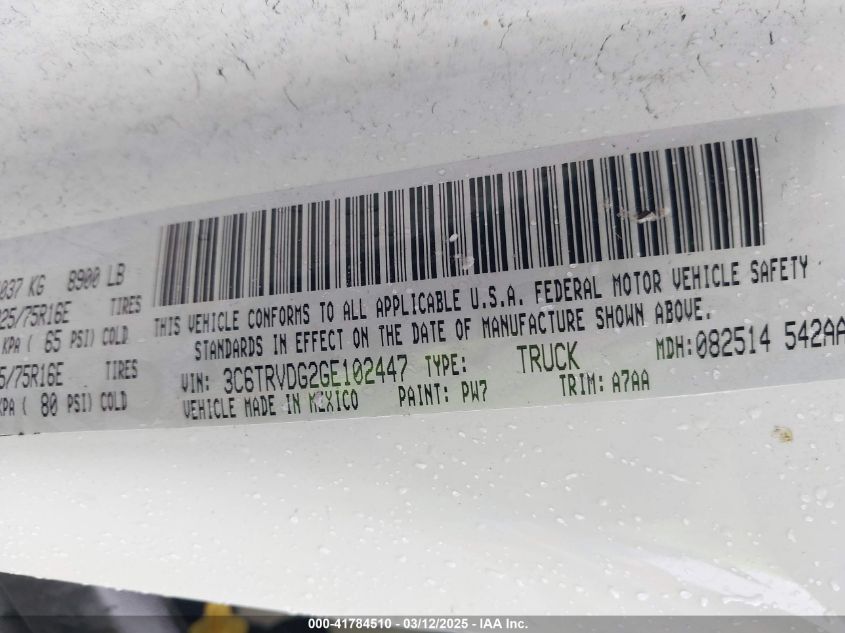 037 KG 8900 LB
25/75R16E TIRES
KPA ( 65 PSI) COLD
5/75R16E TIRES
KPA ( 80 PSI) COLD
THIS VEHICLE CONFORMS TO ALL APPLICABLE U.S.A. FEDERAL MOTOR VEHICLE SAFETY
STANDARDS IN EFFECT ON THE DATE OF MANUFACTURE SHOWN ABOVE.
VIN: 3C6TRVDG2GE102447 TYPE: TRUCK MDH:082514 542AA
VEHICLE MADE IN MEXICO PAINT: PW7 TRIM: A7AA
000-41784510 - 03/12/2025 - IAA Inc.